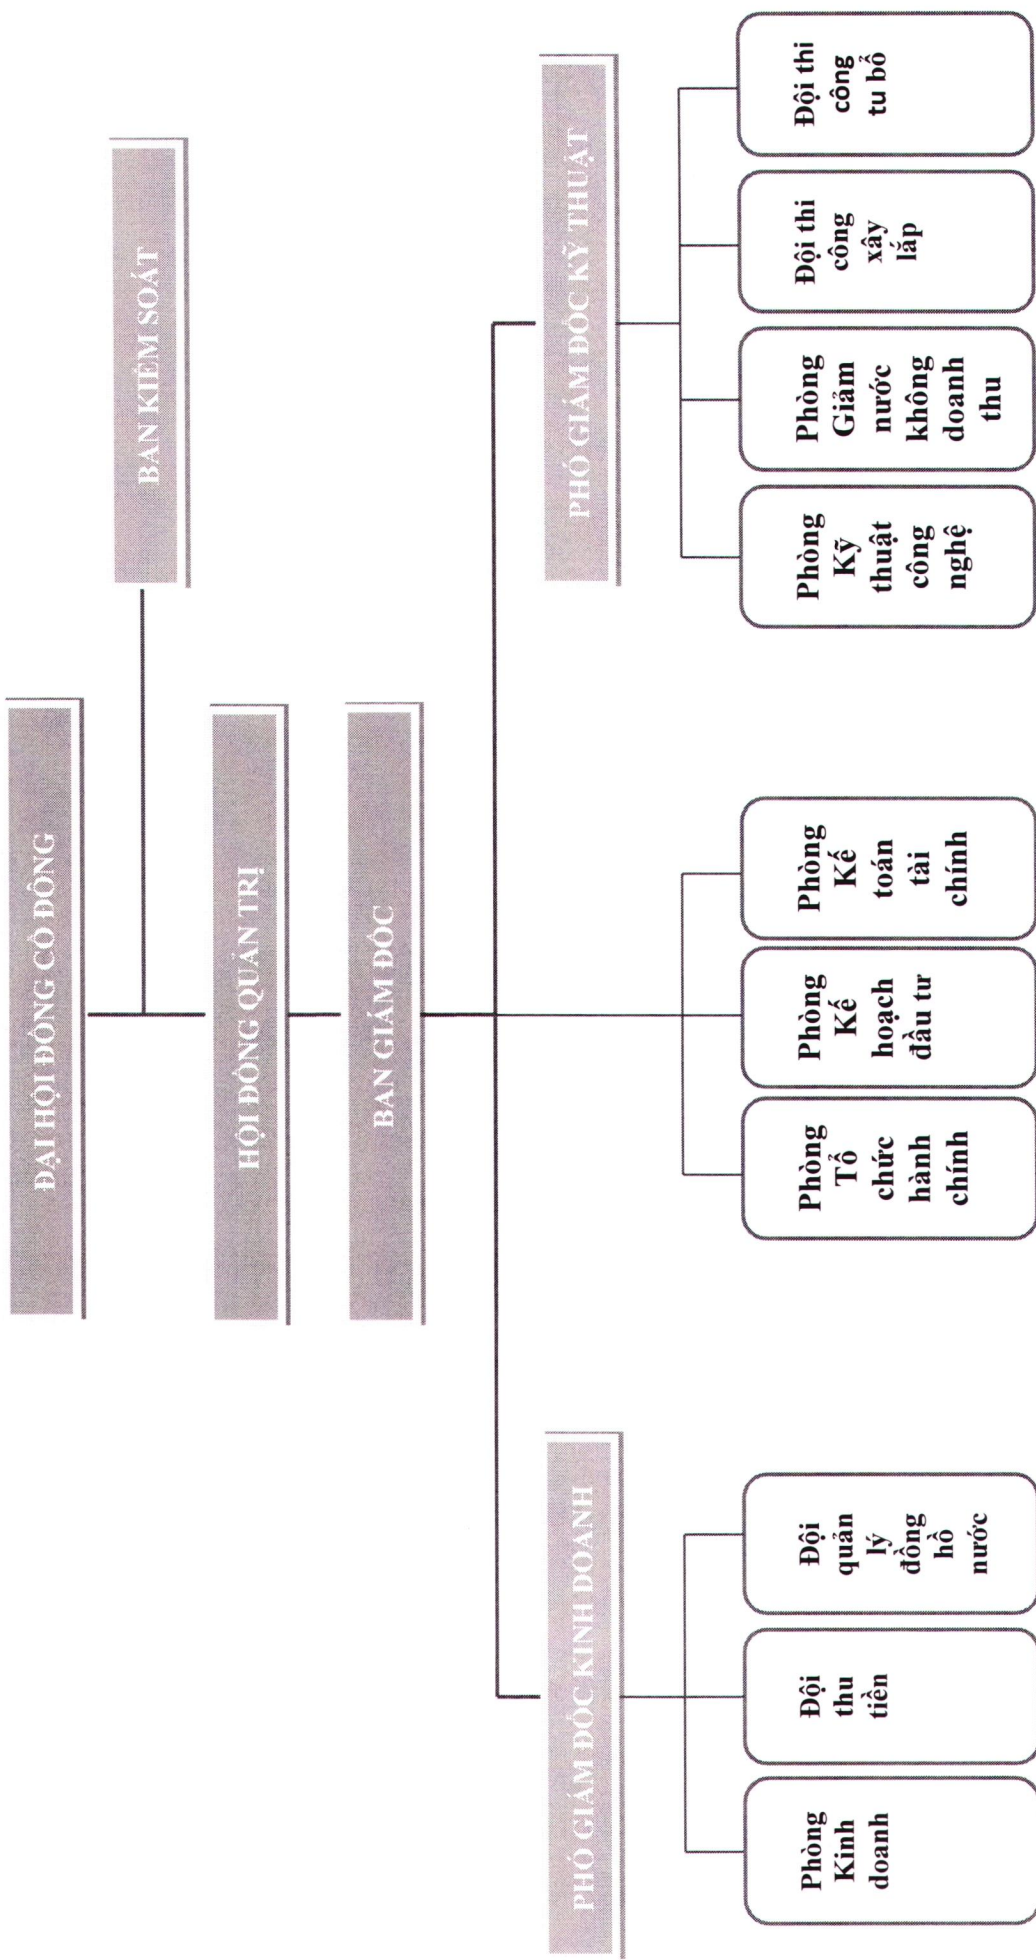 ĐẠI HỘI ĐỒNG CỔ ĐÔNG
BAN KIỂM SOÁT
HỘI ĐỒNG QUẢN TRỊ
BAN GIÁM ĐỐC
PHÓ GIÁM ĐỐC KINH DOANH
PHÓ GIÁM ĐỐC KỸ THUẬT
Phòng
Kinh
doanh
Đội
thu
tiền
Đội
quản
lý
đồng
hồ
nước
Phòng
Tổ
chức
hành
chính
Phòng
Kế
hoạch
đầu tư
Phòng
Kế
toán
tài
chính
Phòng
Kỹ
thuật
công
nghệ
Phòng
Giảm
nước
không
doanh
thu
Đội thi
công
xây
lắp
Đội thi
công
tu bổ